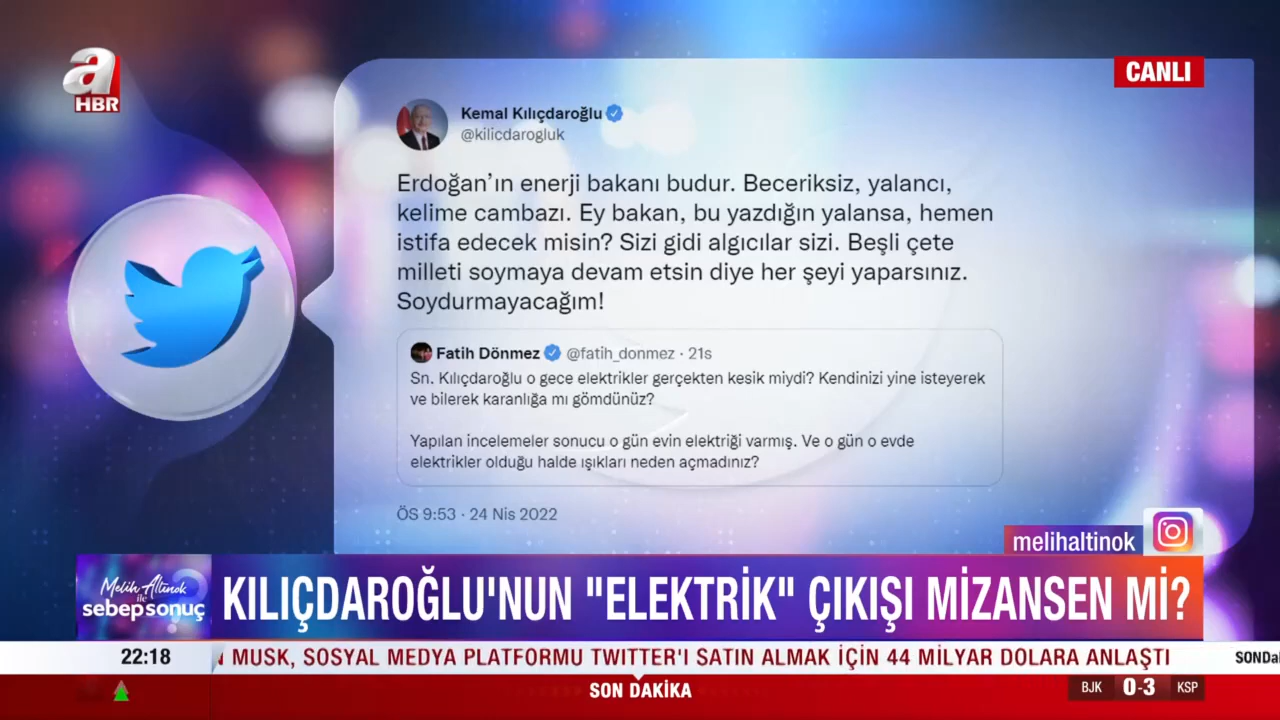 a
HBR
CANLI
Kemal Kılıçdaroğlu
@kilicdarogluk
Erdoğan'ın enerji bakanı budur. Beceriksiz, yalancı,
kelime cambazı. Ey bakan, bu yazdığın yalansa, hemen
istifa edecek misin? Sizi gidi algıcılar sizi. Beşli çete
milleti soymaya devam etsin diye her şeyi yaparsınız.
Soydurmayacağım!
Fatih Dönmez @fatih_donmez · 21s
Sn. Kılıçdaroğlu o gece elektrikler gerçekten kesik miydi? Kendinizi yine isteyerek
ve bilerek karanlığa mı gömdünüz?
Yapılan incelemeler sonucu o gün evin elektriği varmış. Ve o gün o evde
elektrikler olduğu halde ışıkları neden açmadınız?
ÖS 9:53 · 24 Nis 2022
melihaltinok
Melih Altınok
ile
sebep sonuç
KILIÇDAROĞLU'NUN "ELEKTRİK" ÇIKIŞI MİZANSEN Mİ?
22:18
MUSK, SOSYAL MEDYA PLATFORMU TWITTER'I SATIN ALMAK İÇİN 44 MİLYAR DOLARA ANLAŞTI
SON DAKİKA
BJK 0-3 KSP